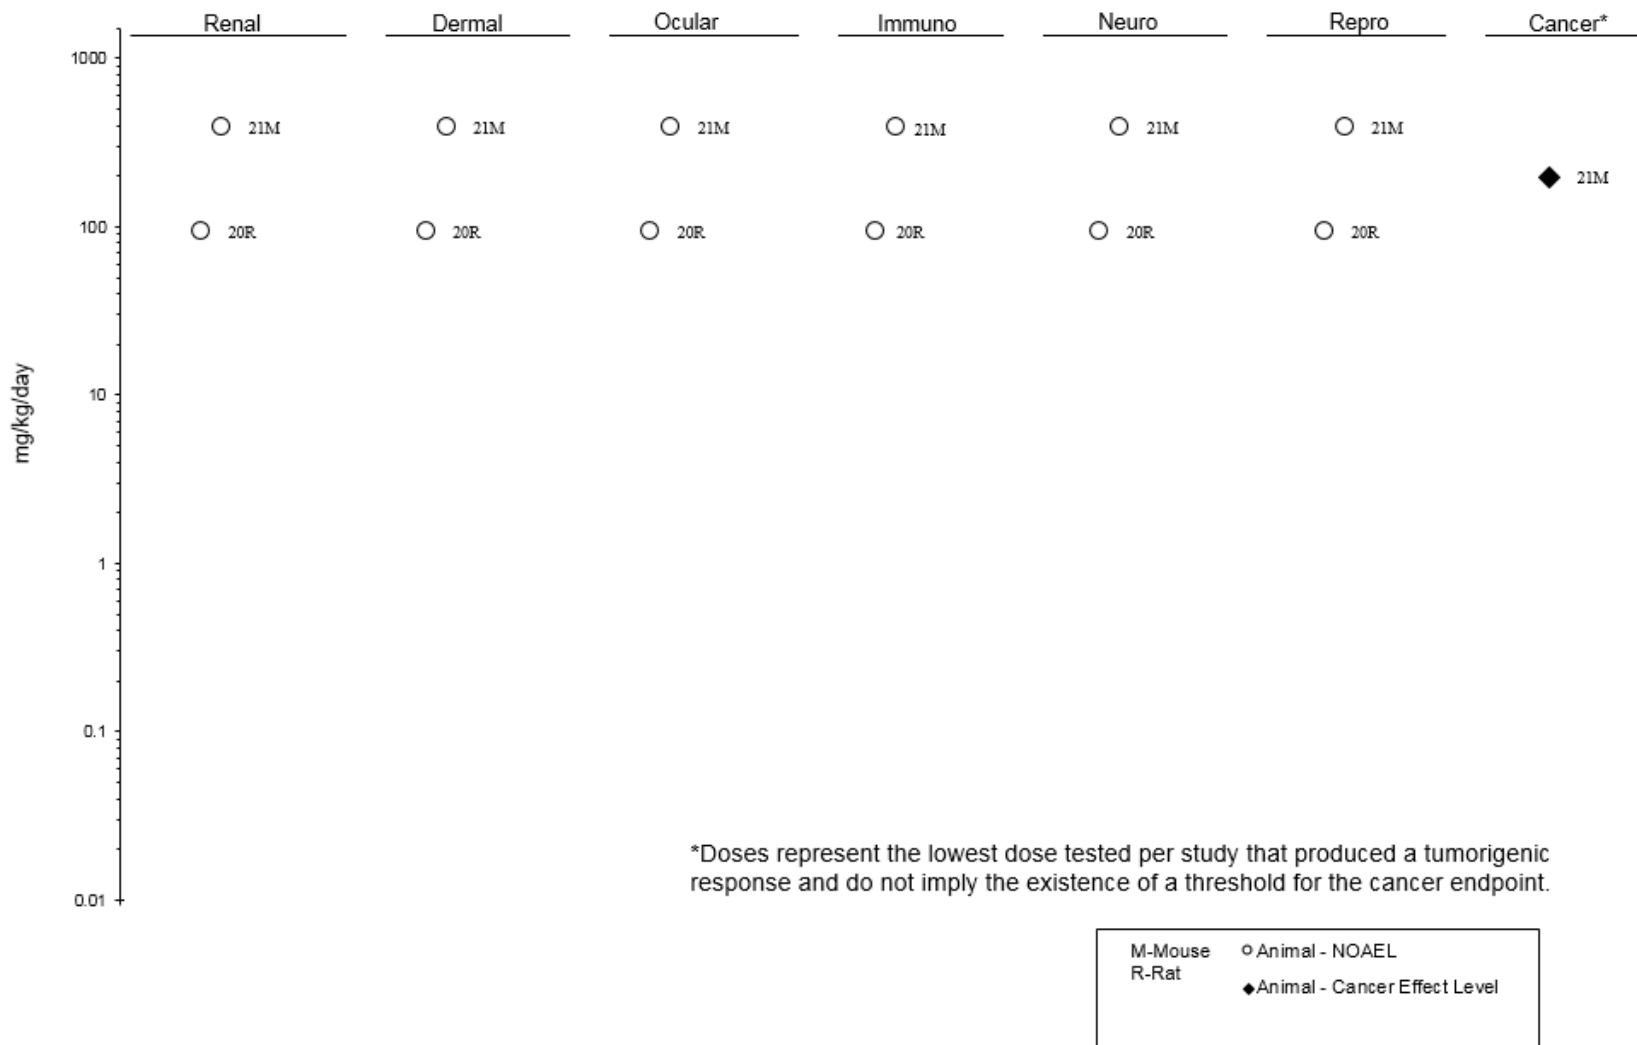 Renal Dermal Ocular Immuno Neuro Repro Cancer*
1000
21M 21M 21M 21M 21M 21M
21M
100
20R 20R 20R 20R 20R 20R
10
mg/kg/day
1
0.1
*Doses represent the lowest dose tested per study that produced a tumorigenic
response and do not imply the existence of a threshold for the cancer endpoint.
0.01
M-Mouse Animal - NOAEL
R-Rat
Animal - Cancer Effect Level